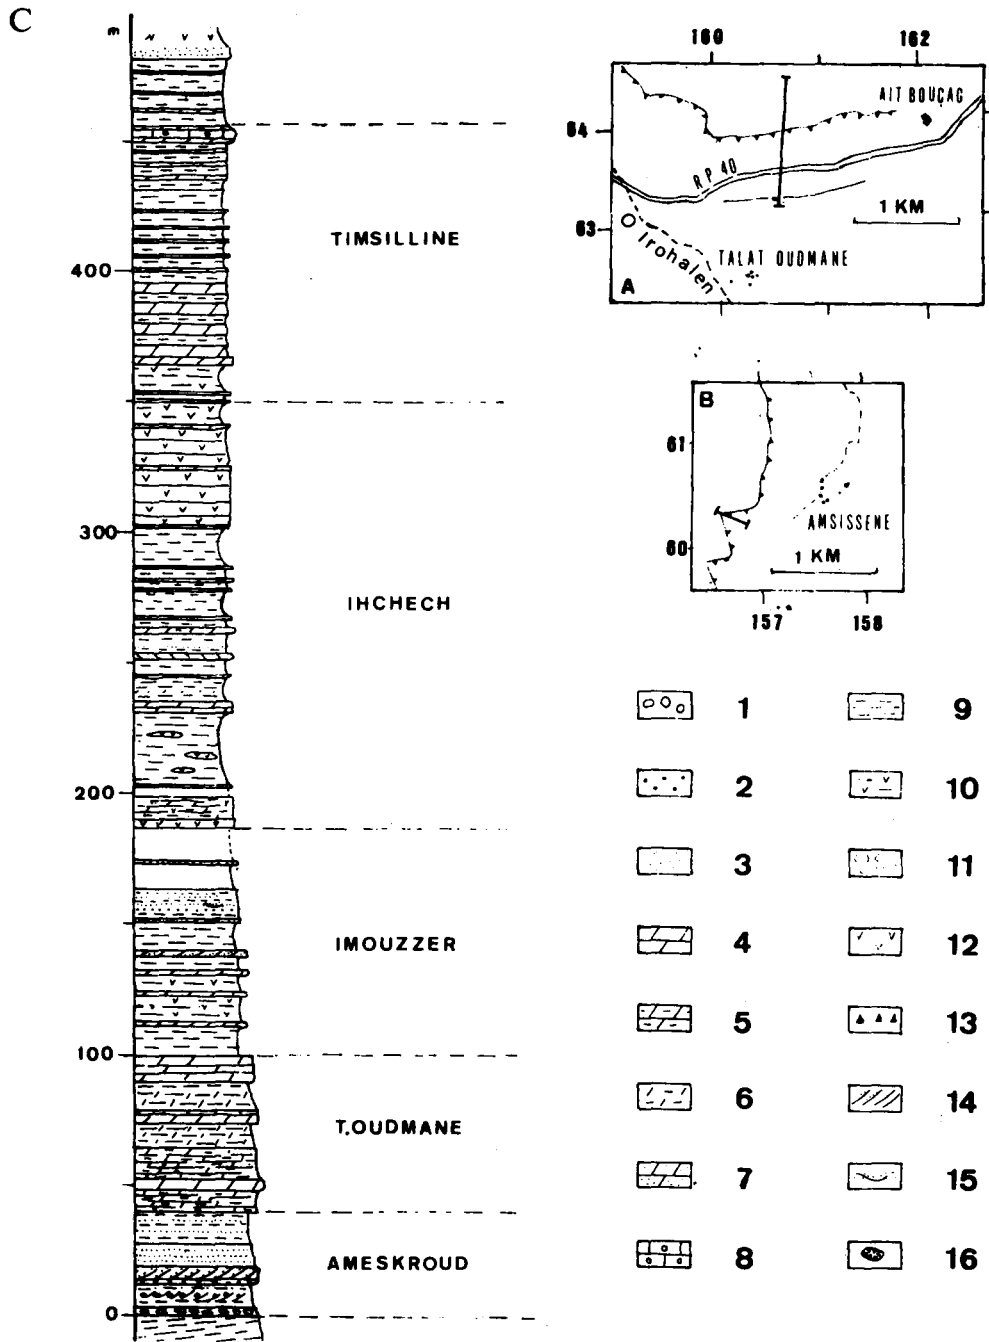 C
m
TIMSILLINE
400
300
IHCHECH
200
IMOUZZER
100
T.OUDMANE
AMESKROUD
0
160 162
64
63
AIT BOUÇAG
RP 40
1 KM
Irohalen
TALAT OUDMANE
A
B
61
60
AMSISSENE
1 KM
157 158
1 9
2 10
3 11
4 12
5 13
6 14
7 15
8 16